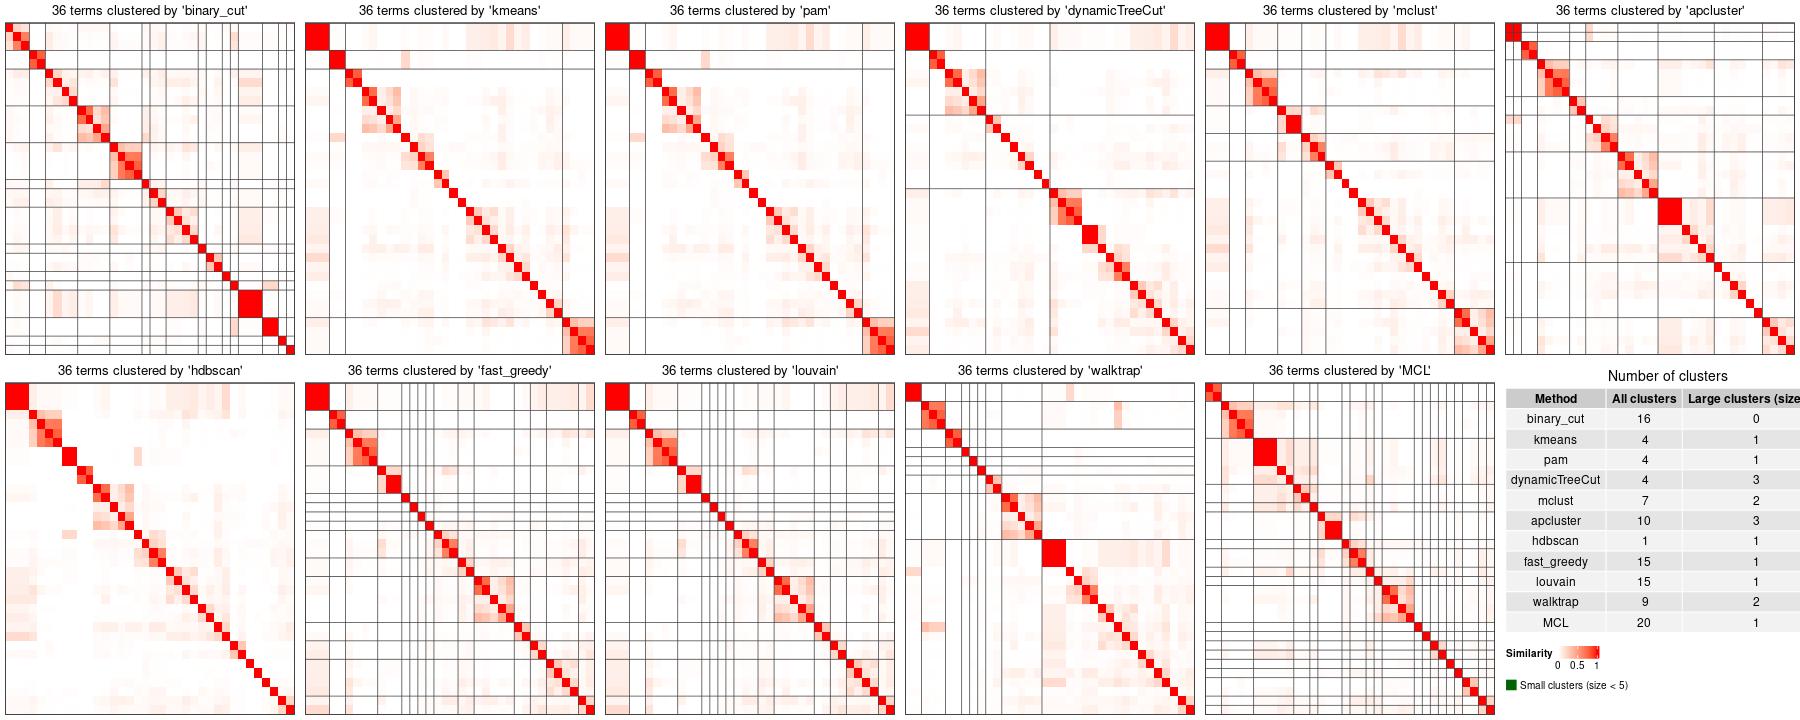 36 terms clustered by 'binary_cut'
36 terms clustered by 'kmeans'
36 terms clustered by 'pam'
36 terms clustered by 'dynamicTreeCut'
36 terms clustered by 'mclust'
36 terms clustered by 'apcluster'
36 terms clustered by 'hdbscan'
36 terms clustered by 'fast_greedy'
36 terms clustered by 'louvain'
36 terms clustered by 'walktrap'
36 terms clustered by 'MCL'
Number of clusters
Method All clusters Large clusters (size
binary_cut 16 0
kmeans 4 1
pam 4 1
dynamicTreeCut 4 3
mclust 7 2
apcluster 10 3
hdbscan 1 1
fast_greedy 15 1
louvain 15 1
walktrap 9 2
MCL 20 1
Similarity
0 0.5 1
Small clusters (size < 5)